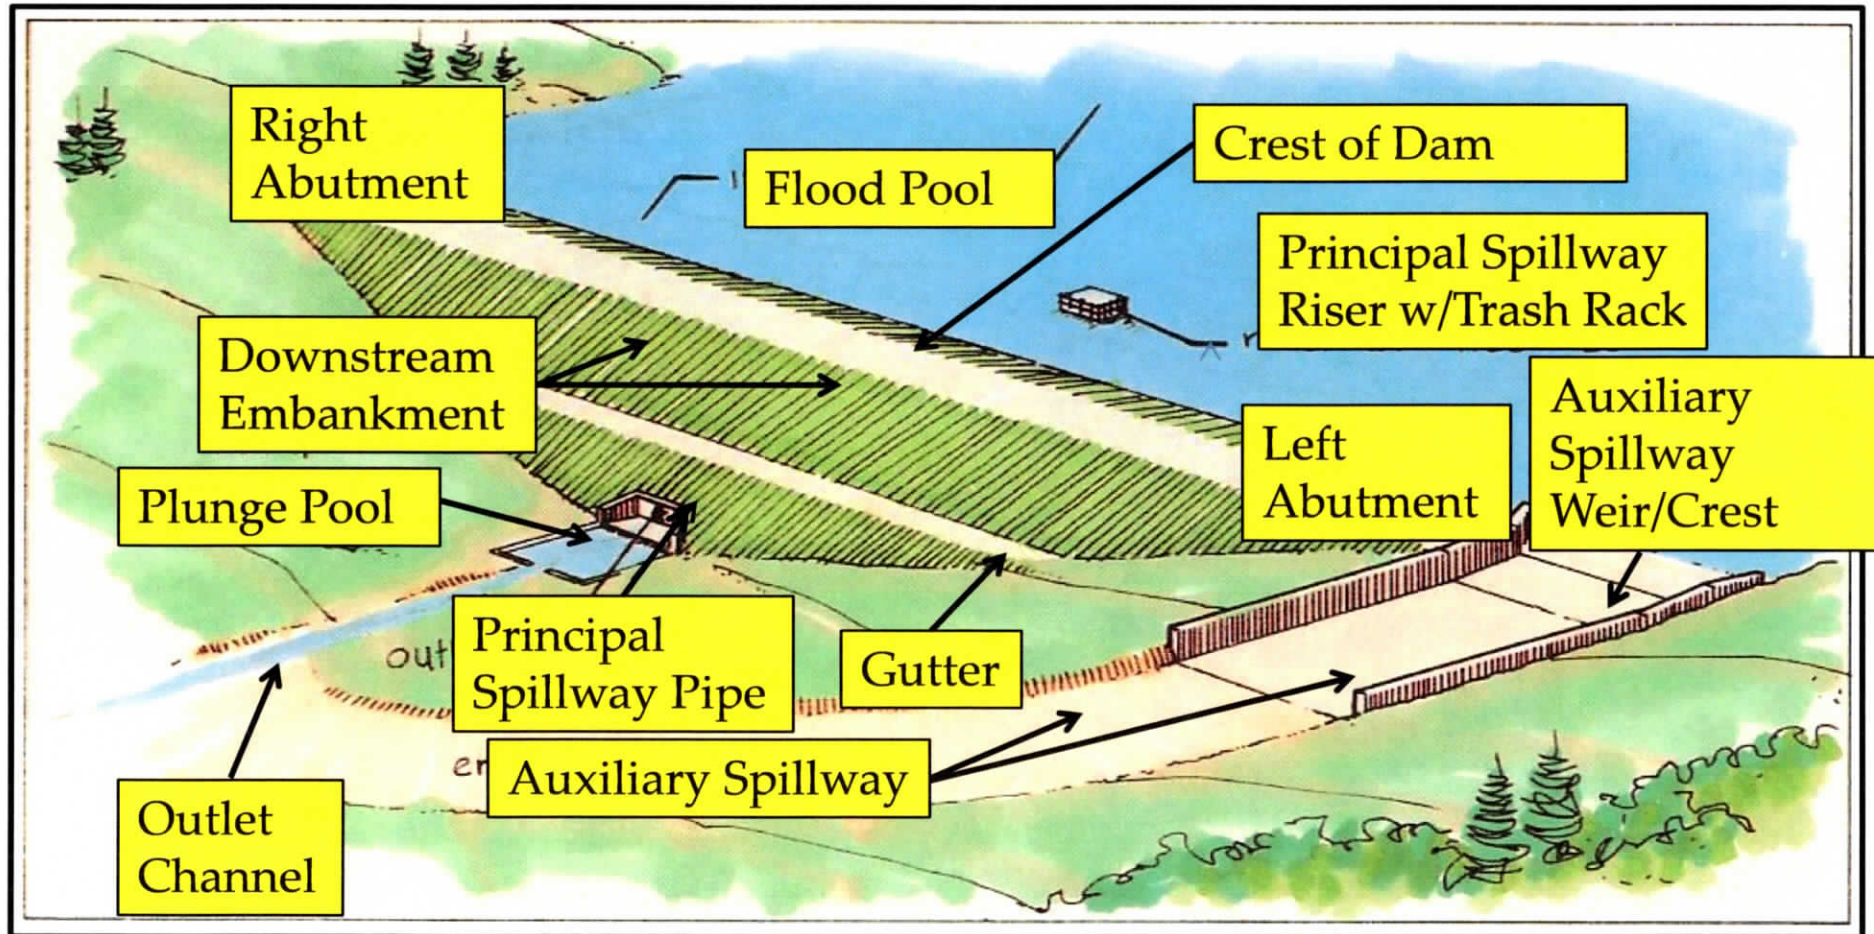 Right
Abutment
Flood Pool
Crest of Dam
Principal Spillway
Riser w/Trash Rack
Downstream
Embankment
Auxiliary
Spillway
Weir/Crest
Left
Abutment
Plunge Pool
Principal
Spillway Pipe
Gutter
Auxiliary Spillway
Outlet
Channel